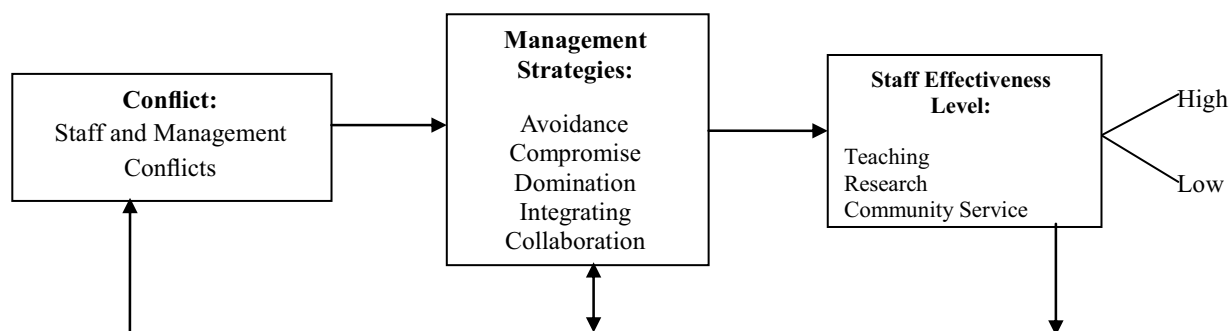 Conflict:
Staff and Management
Conflicts
Management
Strategies:
Avoidance
Compromise
Domination
Integrating
Collaboration
Staff Effectiveness
Level:
Teaching
Research
Community Service
High
Low